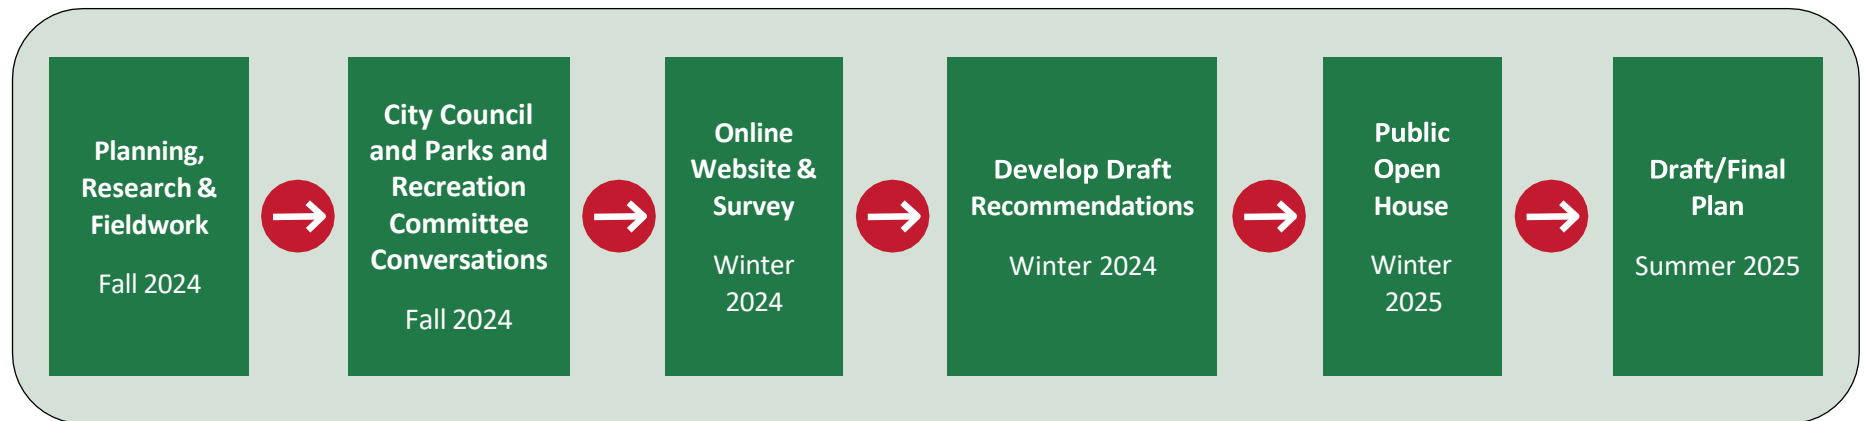 Planning,
Research &
Fieldwork
Fall 2024
City Council
and Parks and
Recreation
Committee
Conversations
Fall 2024
Online
Website &
Survey
Winter
2024
Develop Draft
Recommendations
Winter 2024
Public
Open
House
Winter
2025
Draft/Final
Plan
Summer 2025